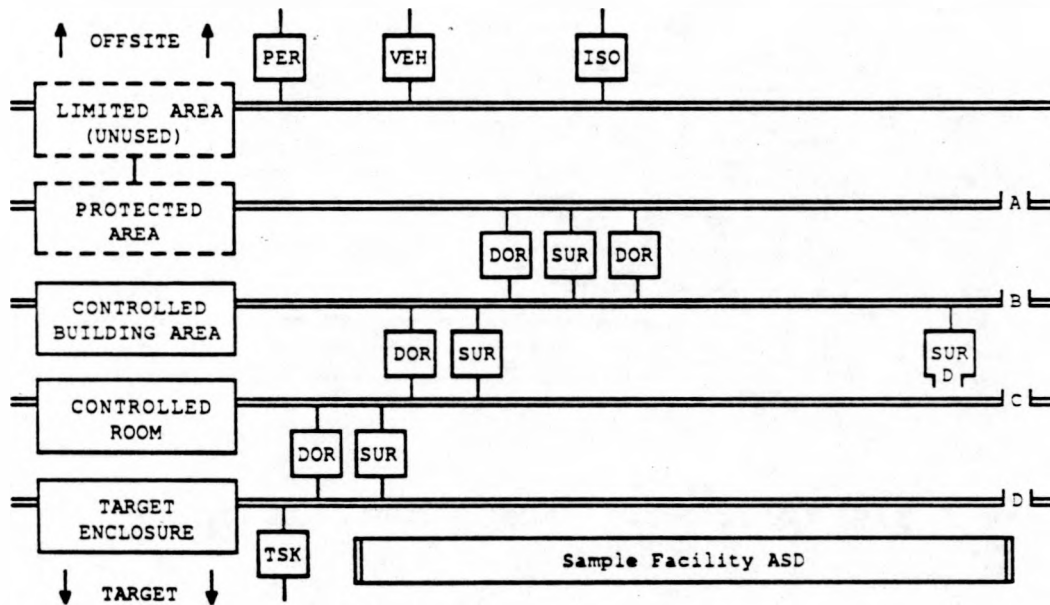 OFFSITE
PER VEH ISO
LIMITED AREA
(UNUSED)
PROTECTED
AREA
A
DOR SUR DOR
CONTROLLED
BUILDING AREA
B
DOR SUR
SUR
D
CONTROLLED
ROOM
C
DOR SUR
TARGET
ENCLOSURE
D
TSK
Sample Facility ASD
TARGET